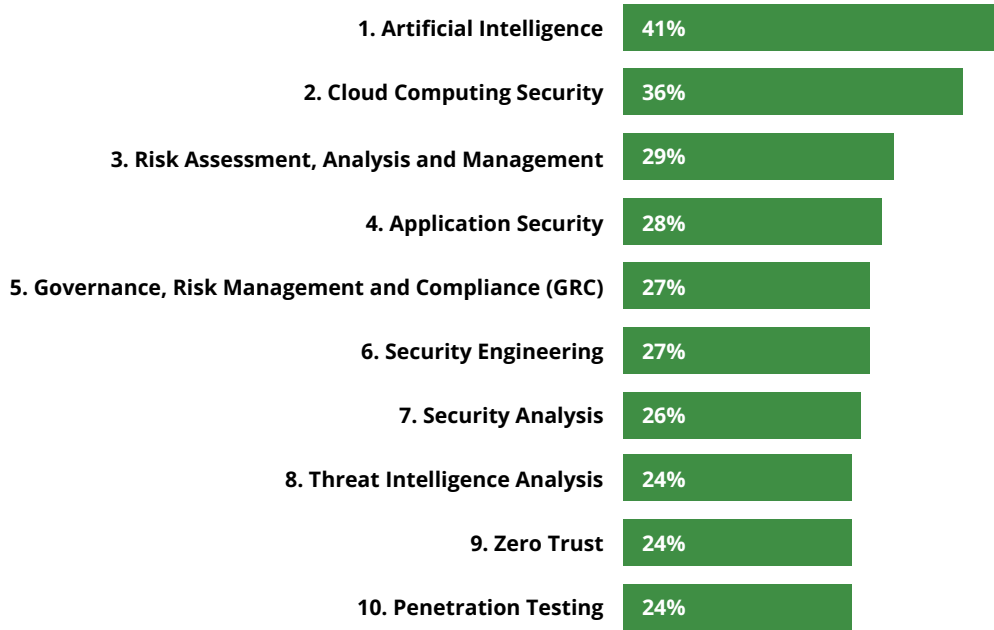 1. Artificial Intelligence 41%
2. Cloud Computing Security 36%
3. Risk Assessment, Analysis and Management 29%
4. Application Security 28%
5. Governance, Risk Management and Compliance (GRC) 27%
6. Security Engineering 27%
7. Security Analysis 26%
8. Threat Intelligence Analysis 24%
9. Zero Trust 24%
10. Penetration Testing 24%